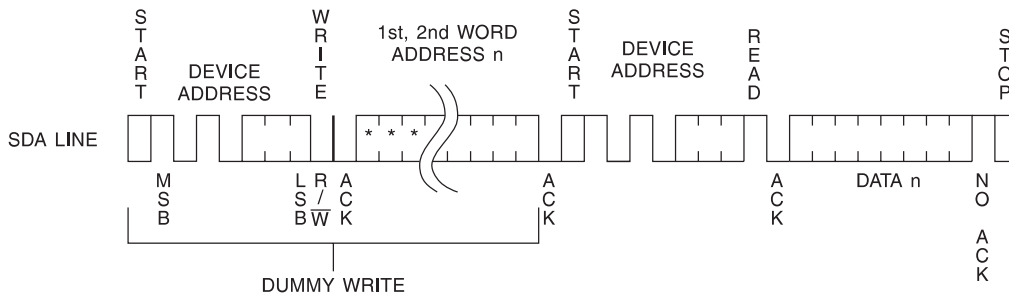 START
DEVICE
ADDRESS
WRITE
1st, 2nd WORD
ADDRESS n
START
DEVICE
ADDRESS
READ
STOP
SDA LINE
* * *
MSB
LSB
R/W
ACK
ACK
ACK
DATA n
NO ACK
DUMMY WRITE